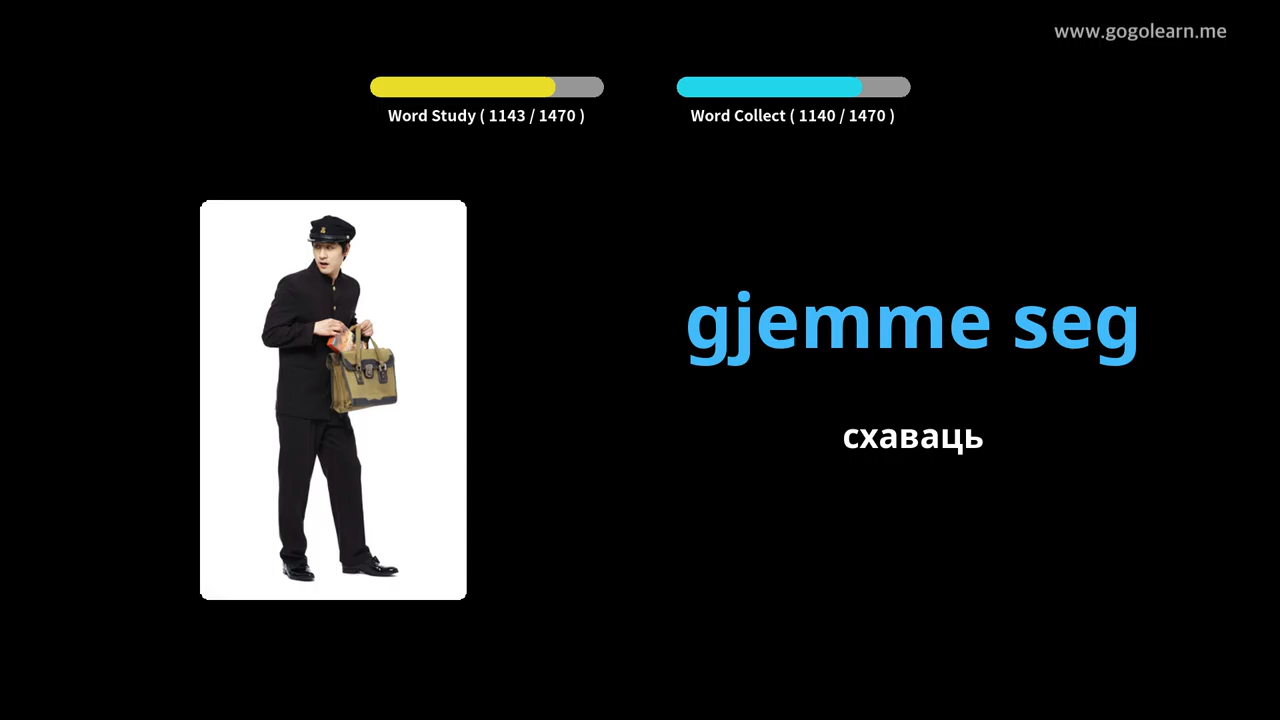 www.gogolearn.me
Word Study ( 1143 / 1470 )
Word Collect ( 1140 / 1470 )
gjemme seg
схаваць